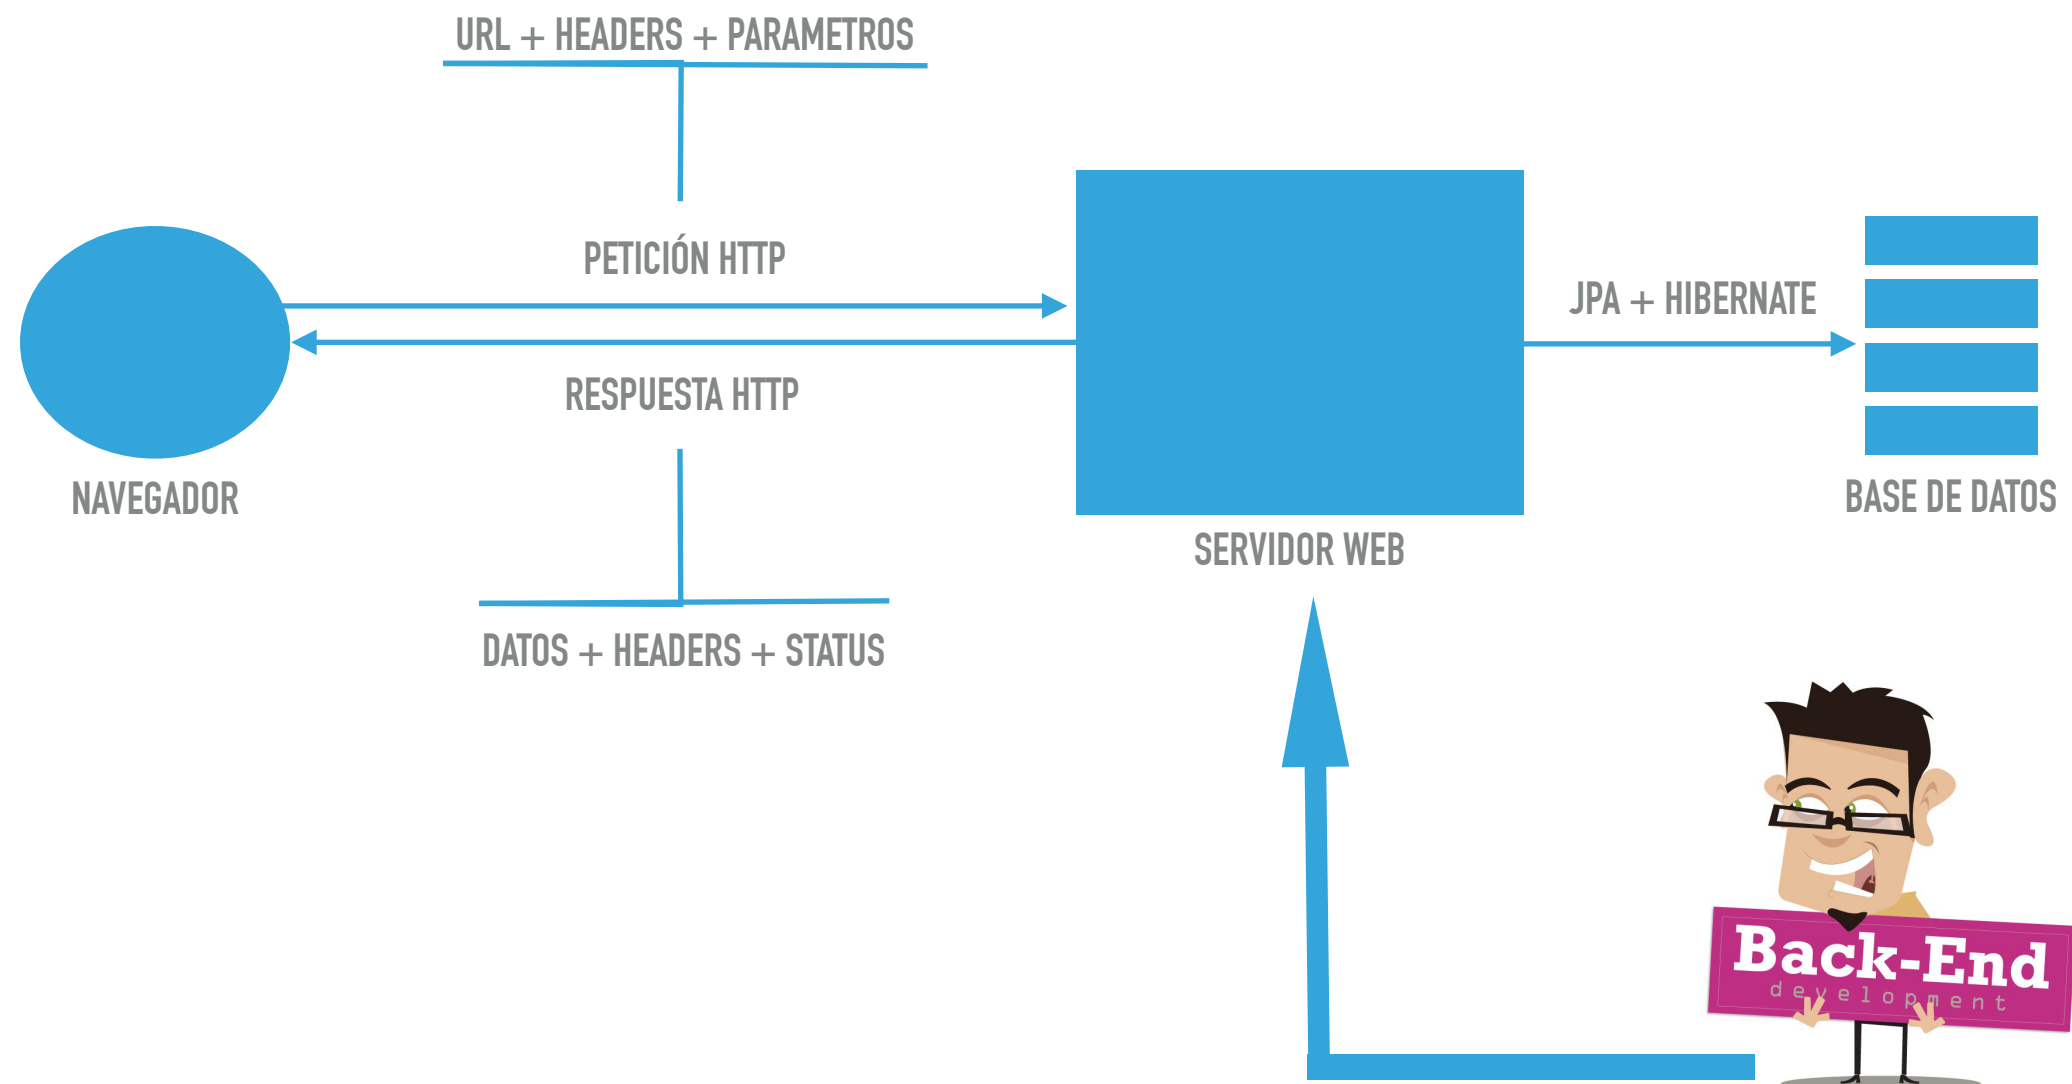 URL + HEADERS + PARAMETROS
PETICIÓN HTTP
JPA + HIBERNATE
RESPUESTA HTTP
NAVEGADOR
BASE DE DATOS
SERVIDOR WEB
DATOS + HEADERS + STATUS
Back-End
development